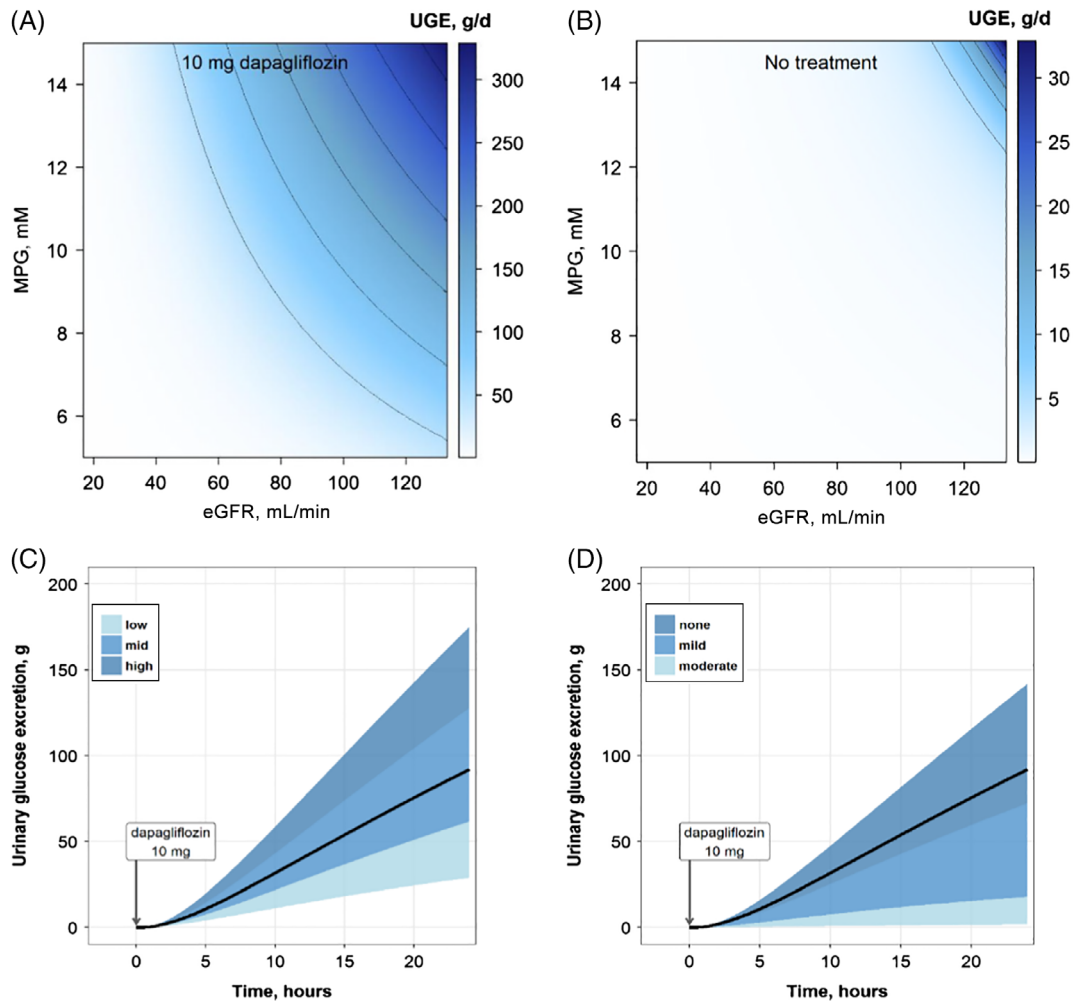 (A)
UGE, g/d
10 mg dapagliflozin
14
12
10
8
6
MPG, mM
300
250
200
150
100
50
20 40 60 80 100 120
eGFR, mL/min
(B)
UGE, g/d
No treatment
14
12
10
8
6
MPG, mM
30
25
20
15
10
5
20 40 60 80 100 120
eGFR, mL/min
(C)
200
150
100
50
0
Urinary glucose excretion, g
low
mid
high
dapagliflozin
10 mg
0 5 10 15 20
Time, hours
(D)
200
150
100
50
0
Urinary glucose excretion, g
none
mild
moderate
dapagliflozin
10 mg
0 5 10 15 20
Time, hours